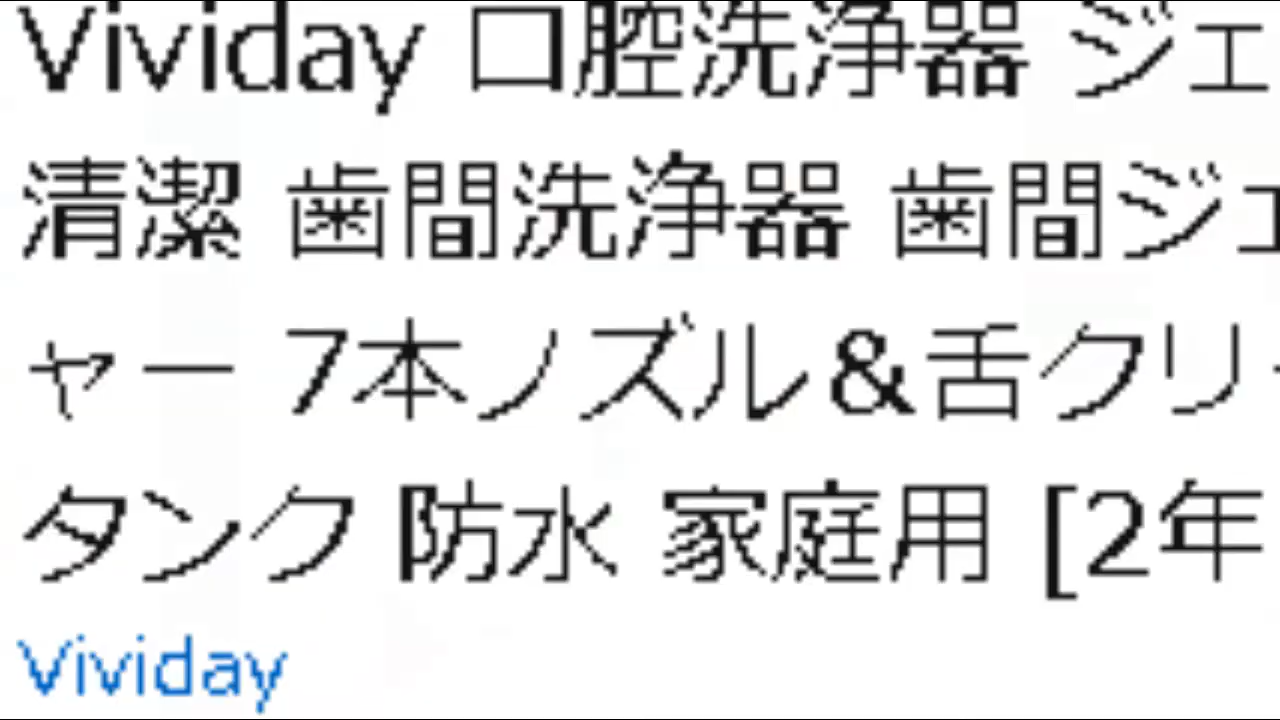 Vividay 口腔洗浄器 ジェ
清潔 歯間洗浄器 歯間ジェ
ャー 7本ノズル&舌クリ
タンク 防水 家庭用 [2年
Vividay